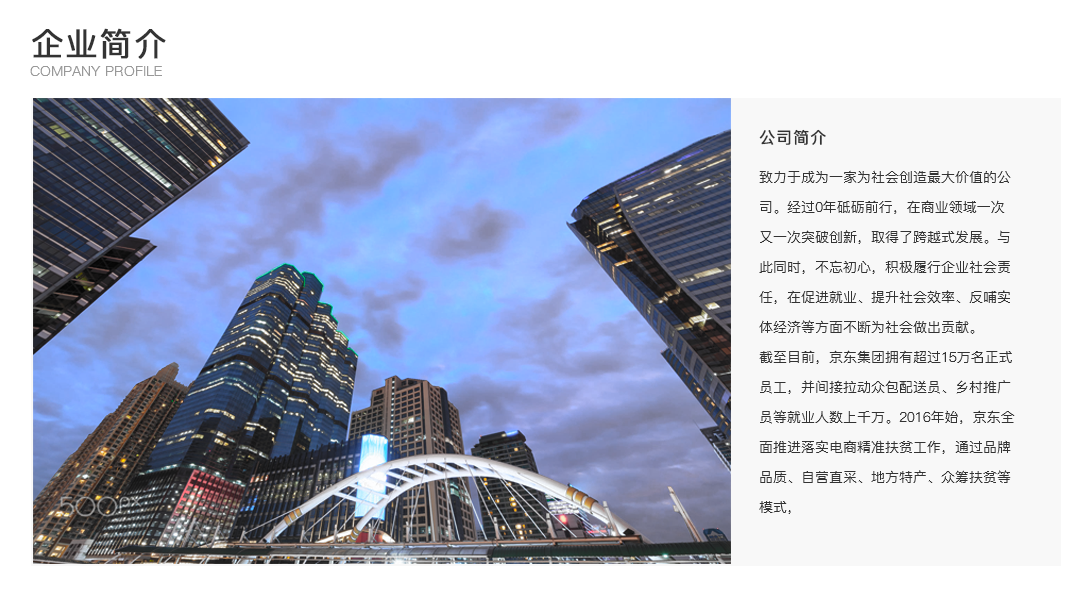 企业简介
COMPANY PROFILE
公司简介
致力于成为一家为社会创造最大价值的公
司。经过0年砥砺前行，在商业领域一次
又一次突破创新，取得了跨越式发展。与
此同时，不忘初心，积极履行企业社会责
任，在促进就业、提升社会效率、反哺实
体经济等方面不断为社会做出贡献。
截至目前，京东集团拥有超过15万名正式
员工，并间接拉动众包配送员、乡村推广
员等就业人数上千万。2016年始，京东全
面推进落实电商精准扶贫工作，通过品牌
品质、自营直采、地方特产、众筹扶贫等
模式，
500px